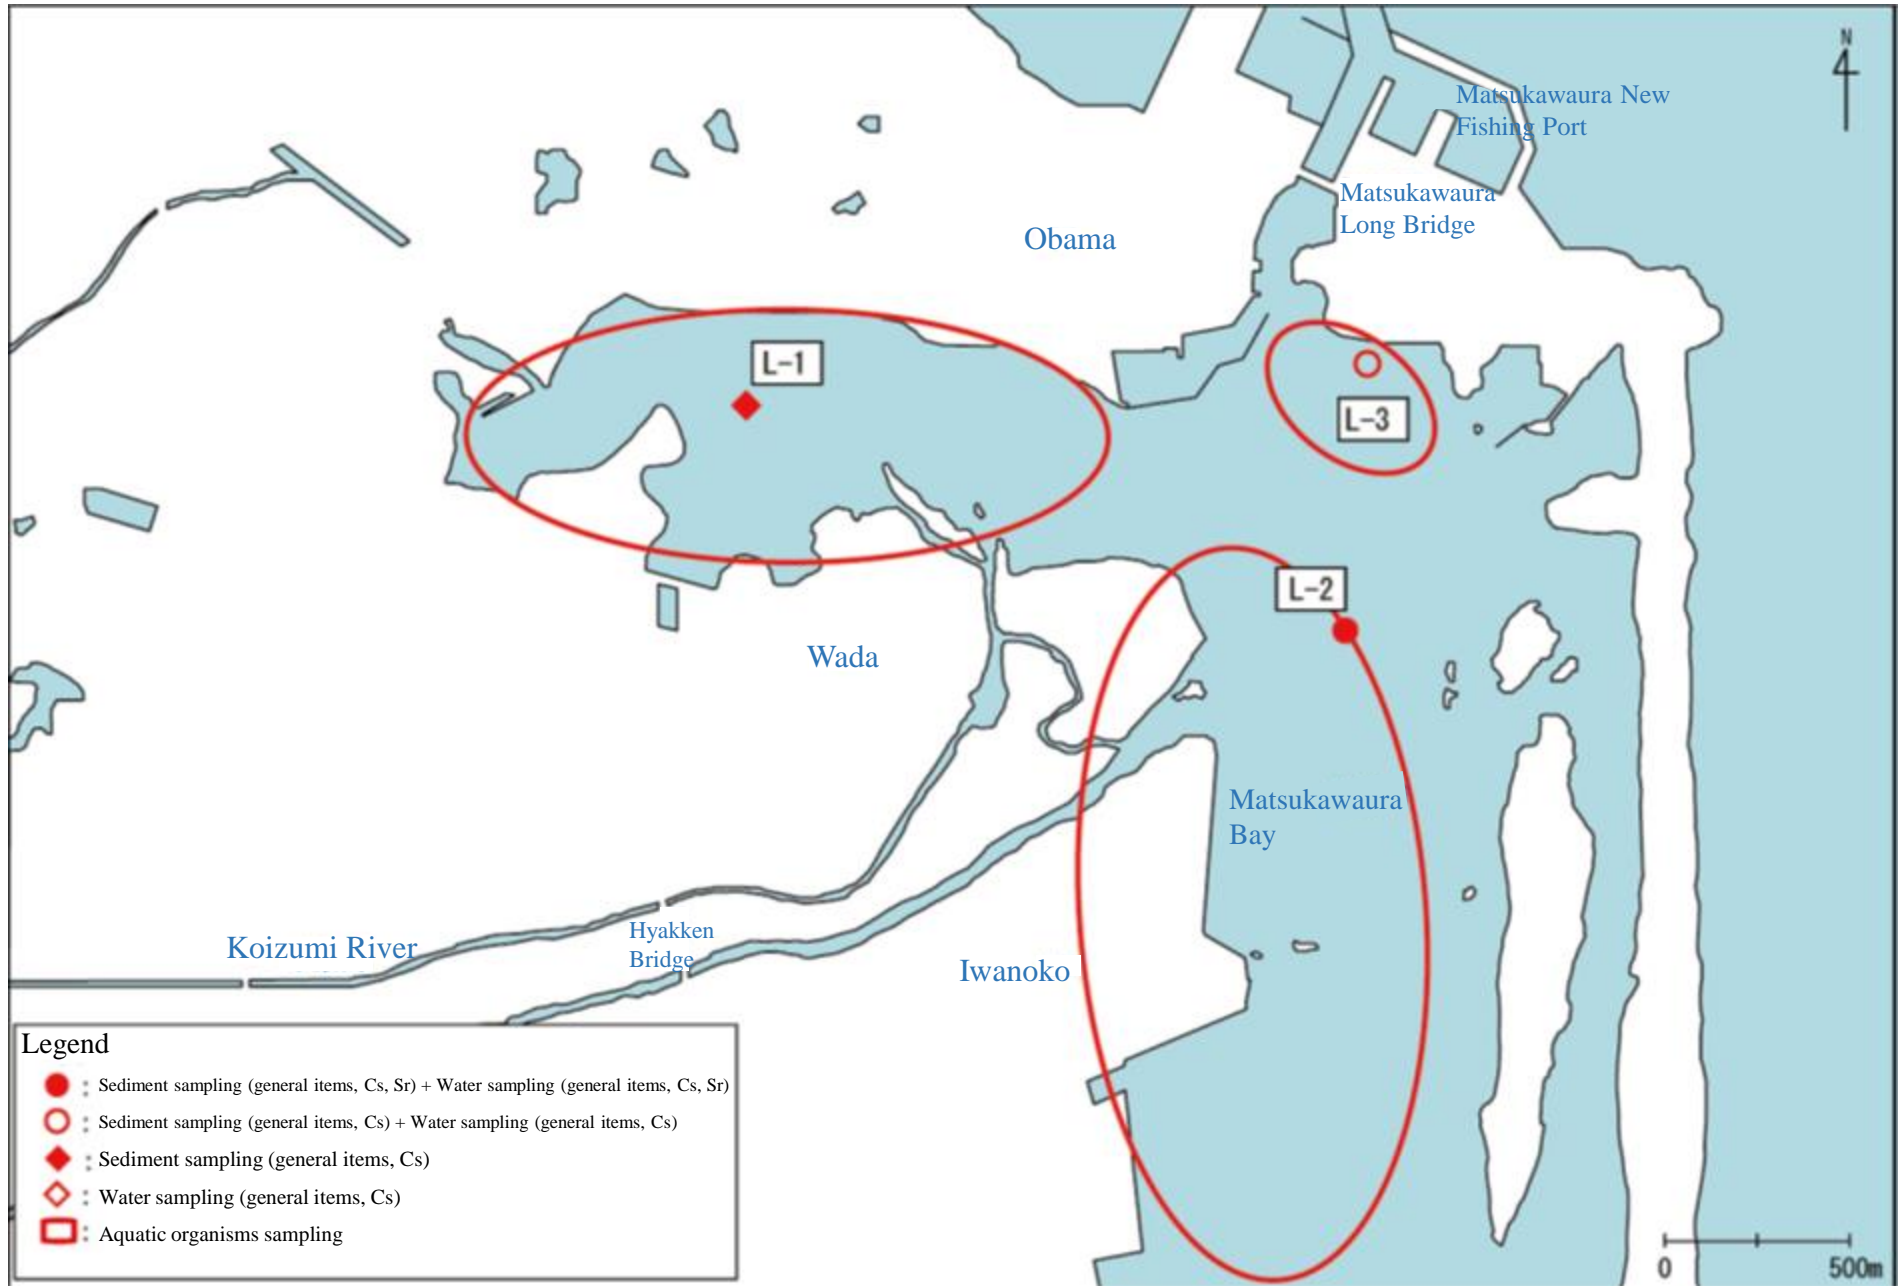 N
Matsukawaura New
Fishing Port
Matsukawaura
Long Bridge
Obama
L-1
L-3
L-2
Wada
Matsukawaura
Bay
Hyakken
Bridge
Koizumi River
Iwanoko
Legend
: Sediment sampling (general items, Cs, Sr) + Water sampling (general items, Cs, Sr)
: Sediment sampling (general items, Cs) + Water sampling (general items, Cs)
: Sediment sampling (general items, Cs)
: Water sampling (general items, Cs)
: Aquatic organisms sampling
0 500m